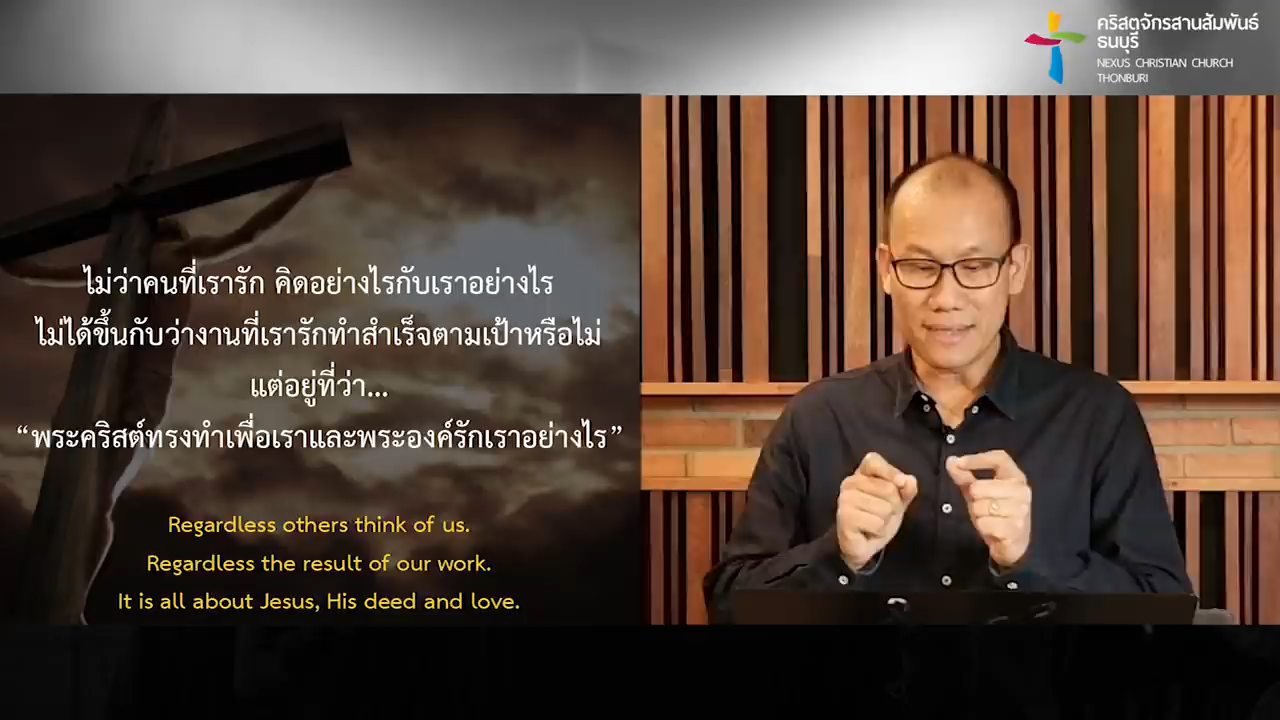 คริสตจักรสานสัมพันธ์
ธนบุรี
NEXUS CHRISTIAN CHURCH
THONBURI
ไม่ว่าคนที่เรารัก คิดอย่างไรกับเราอย่างไร
ไม่ได้ขึ้นกับว่างานที่เรารักทำสำเร็จตามเป้าหรือไม่
แต่อยู่ที่ว่า...
“พระคริสต์ทรงทำเพื่อเราและพระองค์รักเราอย่างไร”
Regardless others think of us.
Regardless the result of our work.
It is all about Jesus, His deed and love.